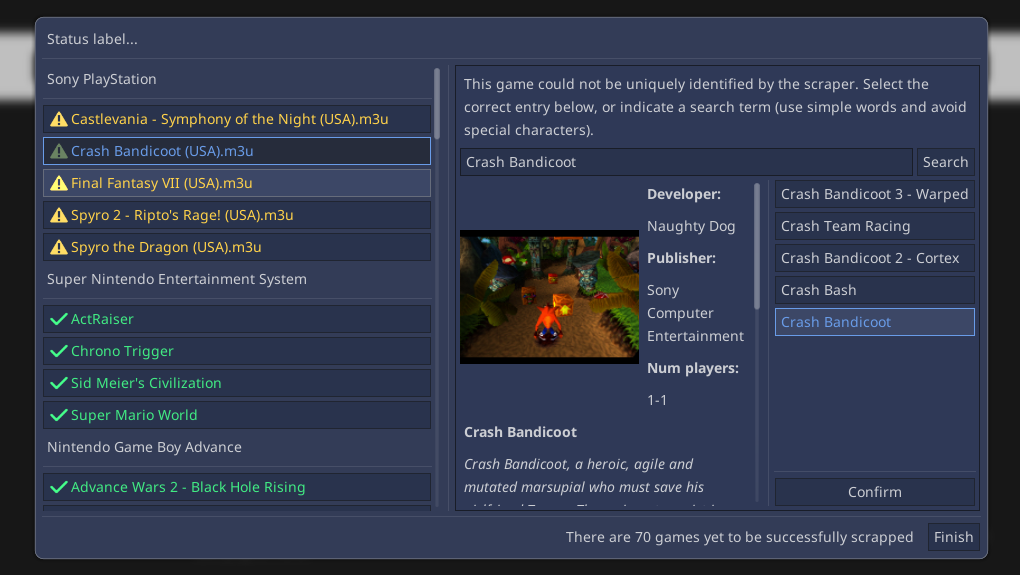 Status label...
Sony PlayStation
Castlevania - Symphony of the Night (USA).m3u
Crash Bandicoot (USA).m3u
Final Fantasy VII (USA).m3u
Spyro 2 - Ripto's Rage! (USA).m3u
Spyro the Dragon (USA).m3u
Super Nintendo Entertainment System
ActRaiser
Chrono Trigger
Sid Meier's Civilization
Super Mario World
Nintendo Game Boy Advance
Advance Wars 2 - Black Hole Rising
This game could not be uniquely identified by the scraper. Select the
correct entry below, or indicate a search term (use simple words and avoid
special characters).
Crash Bandicoot
Search
Developer:
Naughty Dog
Publisher:
Sony
Computer
Entertainment
Num players:
1-1
Crash Bandicoot
Crash Bandicoot, a heroic, agile and
mutated marsupial who must save his
Crash Bandicoot 3 - Warped
Crash Team Racing
Crash Bandicoot 2 - Cortex
Crash Bash
Crash Bandicoot
Confirm
There are 70 games yet to be successfully scrapped
Finish